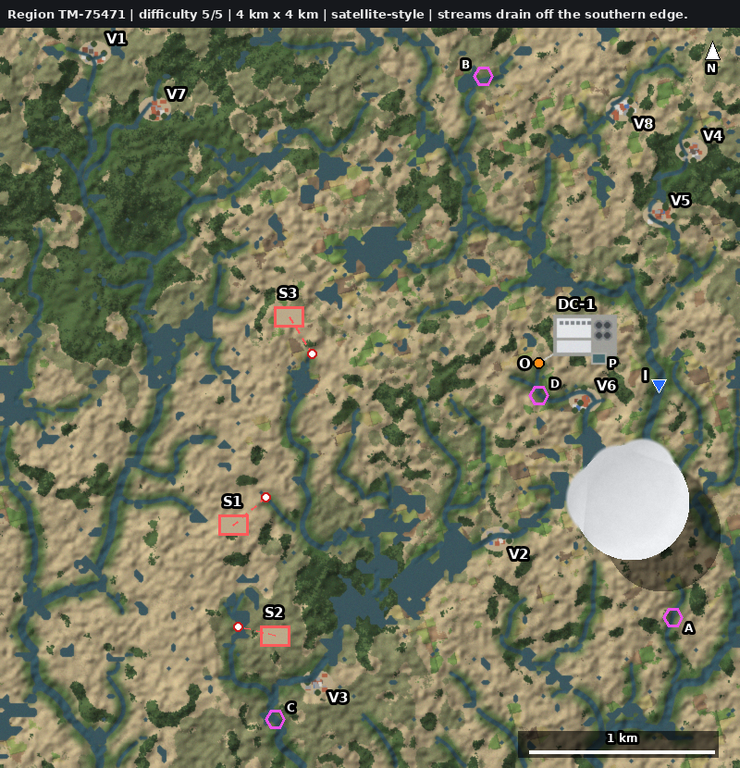 Region TM-75471 | difficulty 5/5 | 4 km x 4 km | satellite-style | streams drain off the southern edge.
V1
B
N
V7
V8
V4
V5
S3
DC-1
O
P
I
D
V6
S1
V2
S2
A
V3
C
1 km